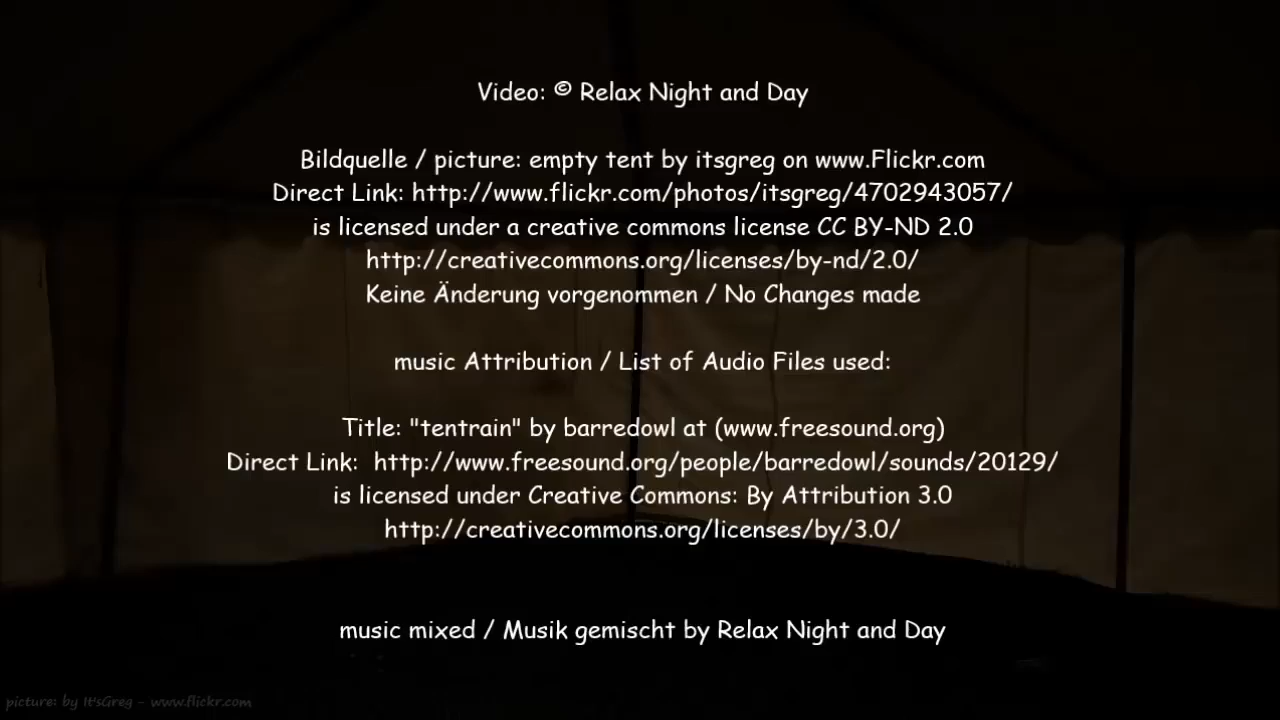 Video: © Relax Night and Day
Bildquelle / picture: empty tent by itsgreg on www.Flickr.com
Direct Link: http://www.flickr.com/photos/itsgreg/4702943057/
is licensed under a creative commons license CC BY-ND 2.0
http://creativecommons.org/licenses/by-nd/2.0/
Keine Änderung vorgenommen / No Changes made
music Attribution / List of Audio Files used:
Title: "tentrain" by barredowl at (www.freesound.org)
Direct Link:  http://www.freesound.org/people/barredowl/sounds/20129/
is licensed under Creative Commons: By Attribution 3.0
http://creativecommons.org/licenses/by/3.0/
music mixed / Musik gemischt by Relax Night and Day
picture: by It'sGreg - www.flickr.com